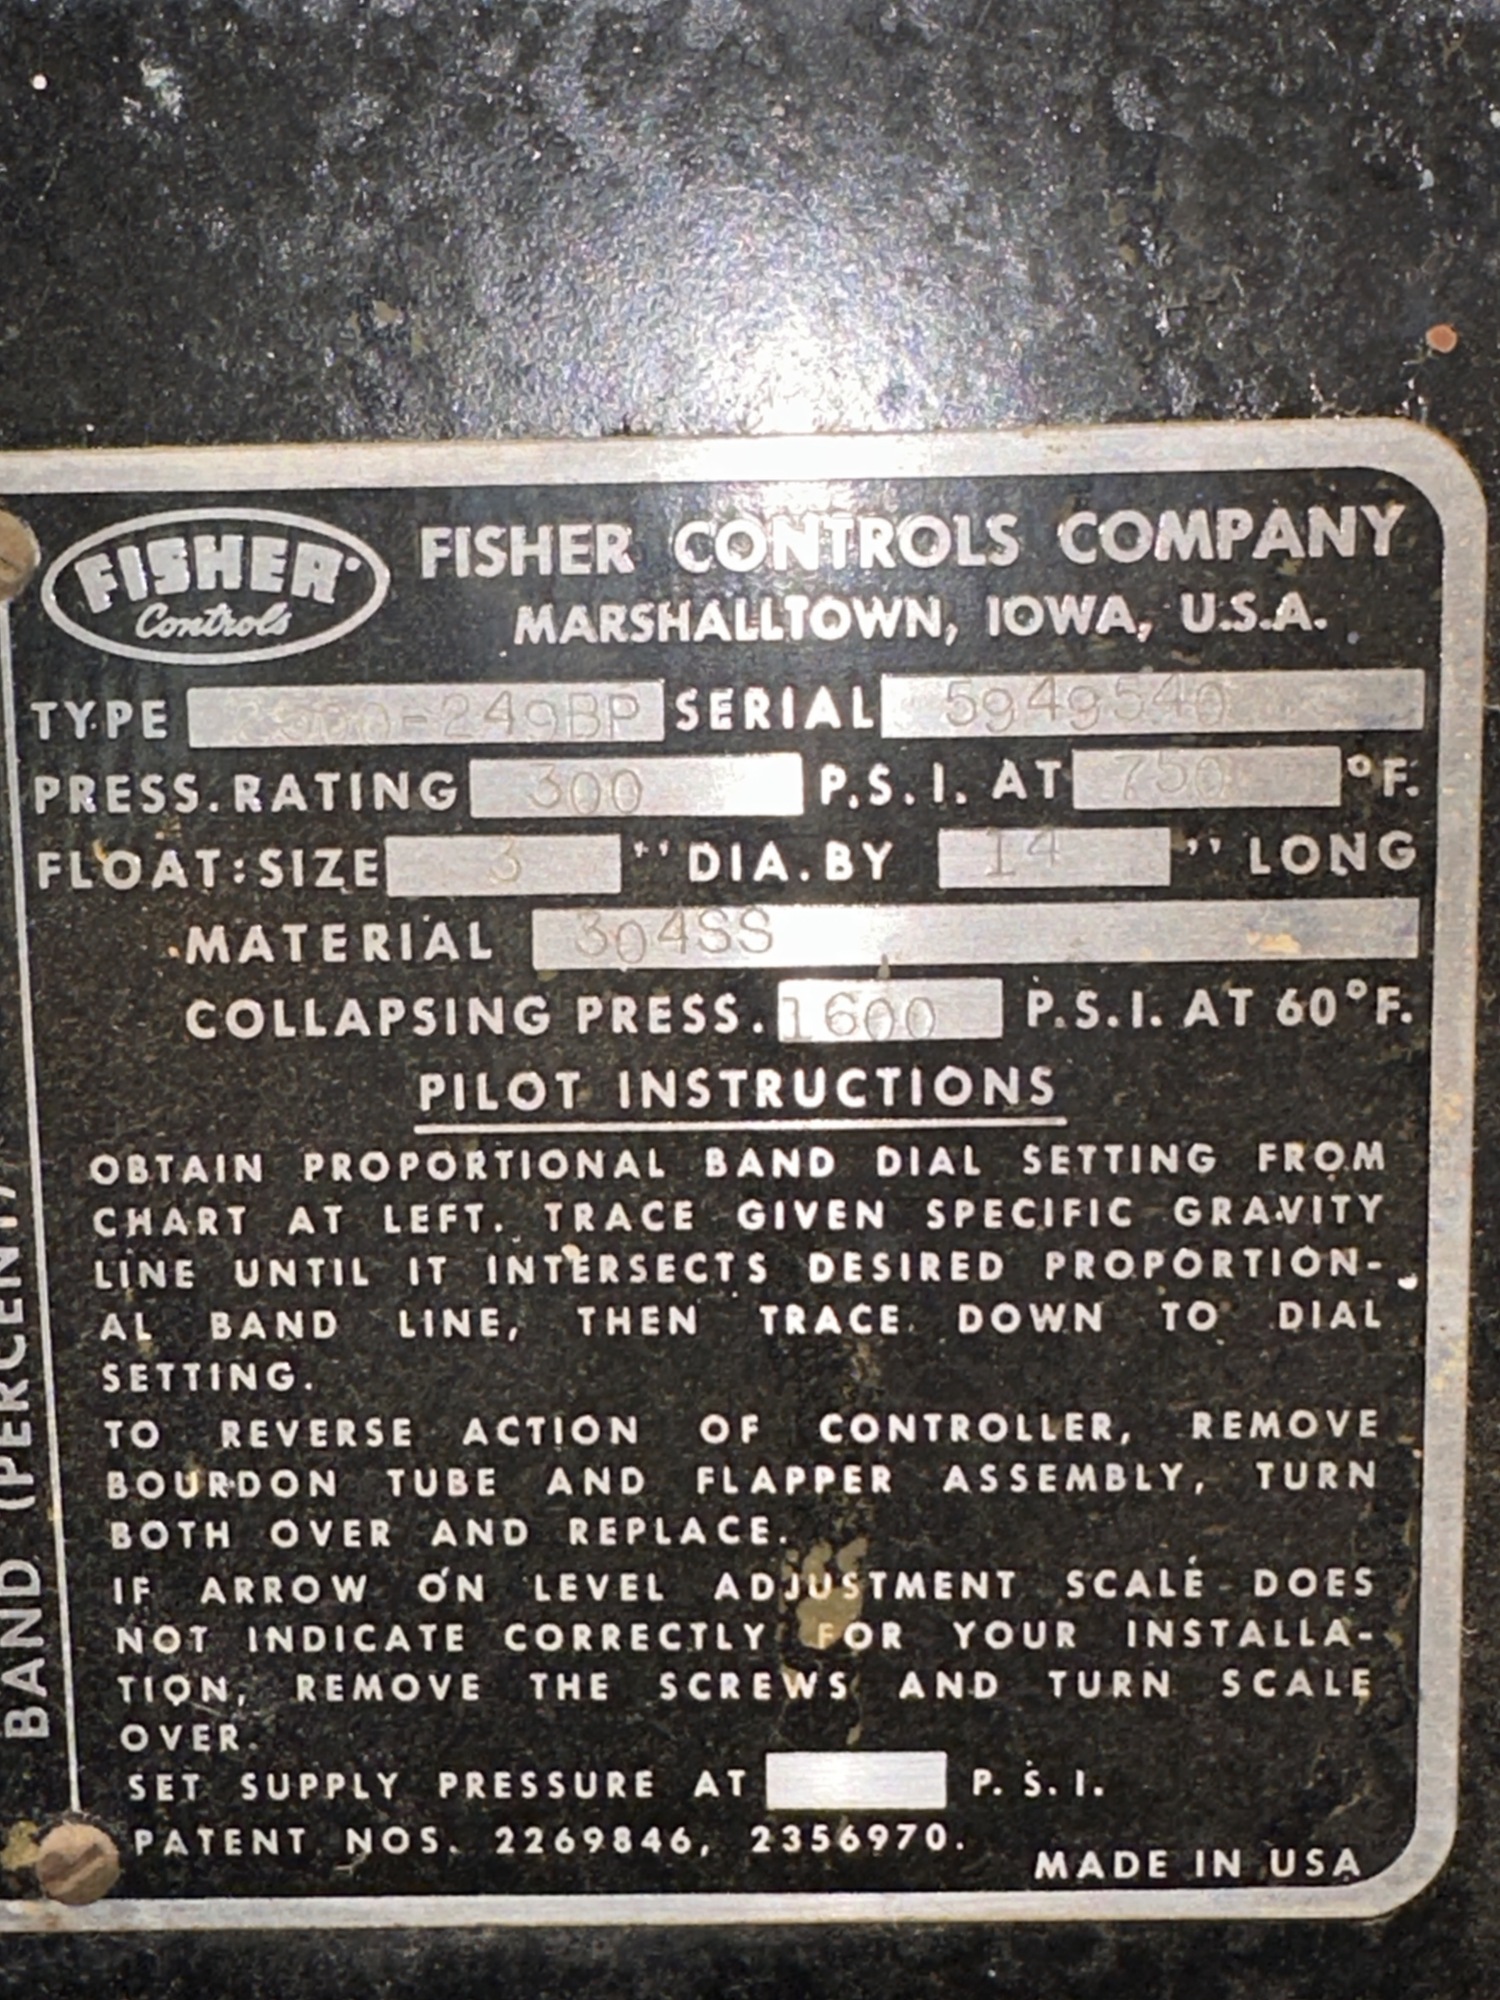 FISHER Controls
FISHER CONTROLS COMPANY
MARSHALLTOWN, IOWA, U.S.A.
TYPE 2500-249BP SERIAL 5949540
PRESS. RATING 300 P.S.I. AT 750 °F.
FLOAT: SIZE 3 " DIA. BY 14 " LONG
MATERIAL 304SS
COLLAPSING PRESS. 1600 P.S.I. AT 60°F.
PILOT INSTRUCTIONS
OBTAIN PROPORTIONAL BAND DIAL SETTING FROM
CHART AT LEFT. TRACE GIVEN SPECIFIC GRAVITY
LINE UNTIL IT INTERSECTS DESIRED PROPORTION-
AL BAND LINE, THEN TRACE DOWN TO DIAL
SETTING.
TO REVERSE ACTION OF CONTROLLER, REMOVE
BOURDON TUBE AND FLAPPER ASSEMBLY, TURN
BOTH OVER AND REPLACE.
IF ARROW ON LEVEL ADJUSTMENT SCALE DOES
NOT INDICATE CORRECTLY FOR YOUR INSTALLA-
TION, REMOVE THE SCREWS AND TURN SCALE
OVER.
SET SUPPLY PRESSURE AT P.S.I.
PATENT NOS. 2269846, 2356970.
MADE IN USA
BAND (PERCENT)